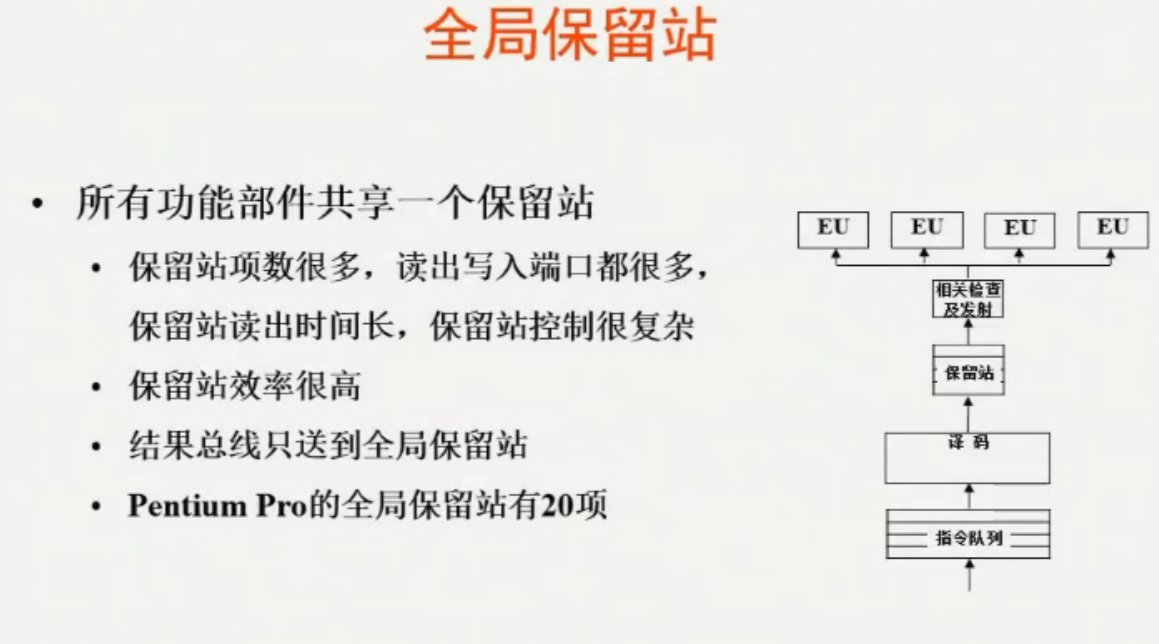 全局保留站
• 所有功能部件共享一个保留站
• 保留站项数很多，读出写入端口都很多，
保留站读出时间长，保留站控制很复杂
• 保留站效率很高
• 结果总线只送到全局保留站
• Pentium Pro的全局保留站有20项
EU EU EU EU
相关检查
及发射
保留站
译 码
指令队列